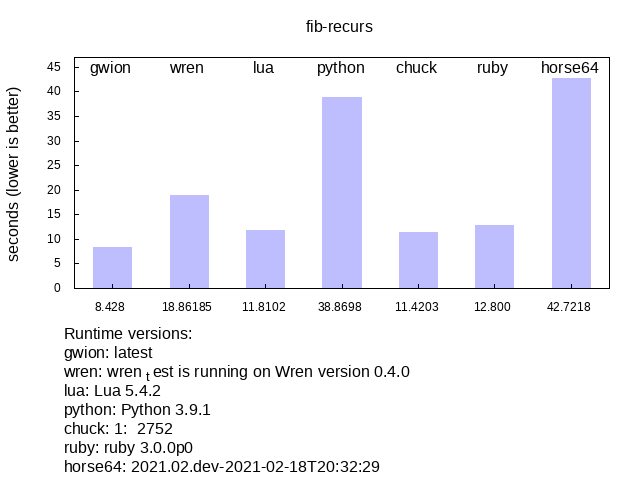 fib-recurs
45 gwion wren lua python chuck ruby horse64
40
35
30
25
20
15
10
5
0
seconds (lower is better)
8.428 18.86185 11.8102 38.8698 11.4203 12.800 42.7218
Runtime versions:
gwion: latest
wren: wren t est is running on Wren version 0.4.0
lua: Lua 5.4.2
python: Python 3.9.1
chuck: 1: 2752
ruby: ruby 3.0.0p0
horse64: 2021.02.dev-2021-02-18T20:32:29